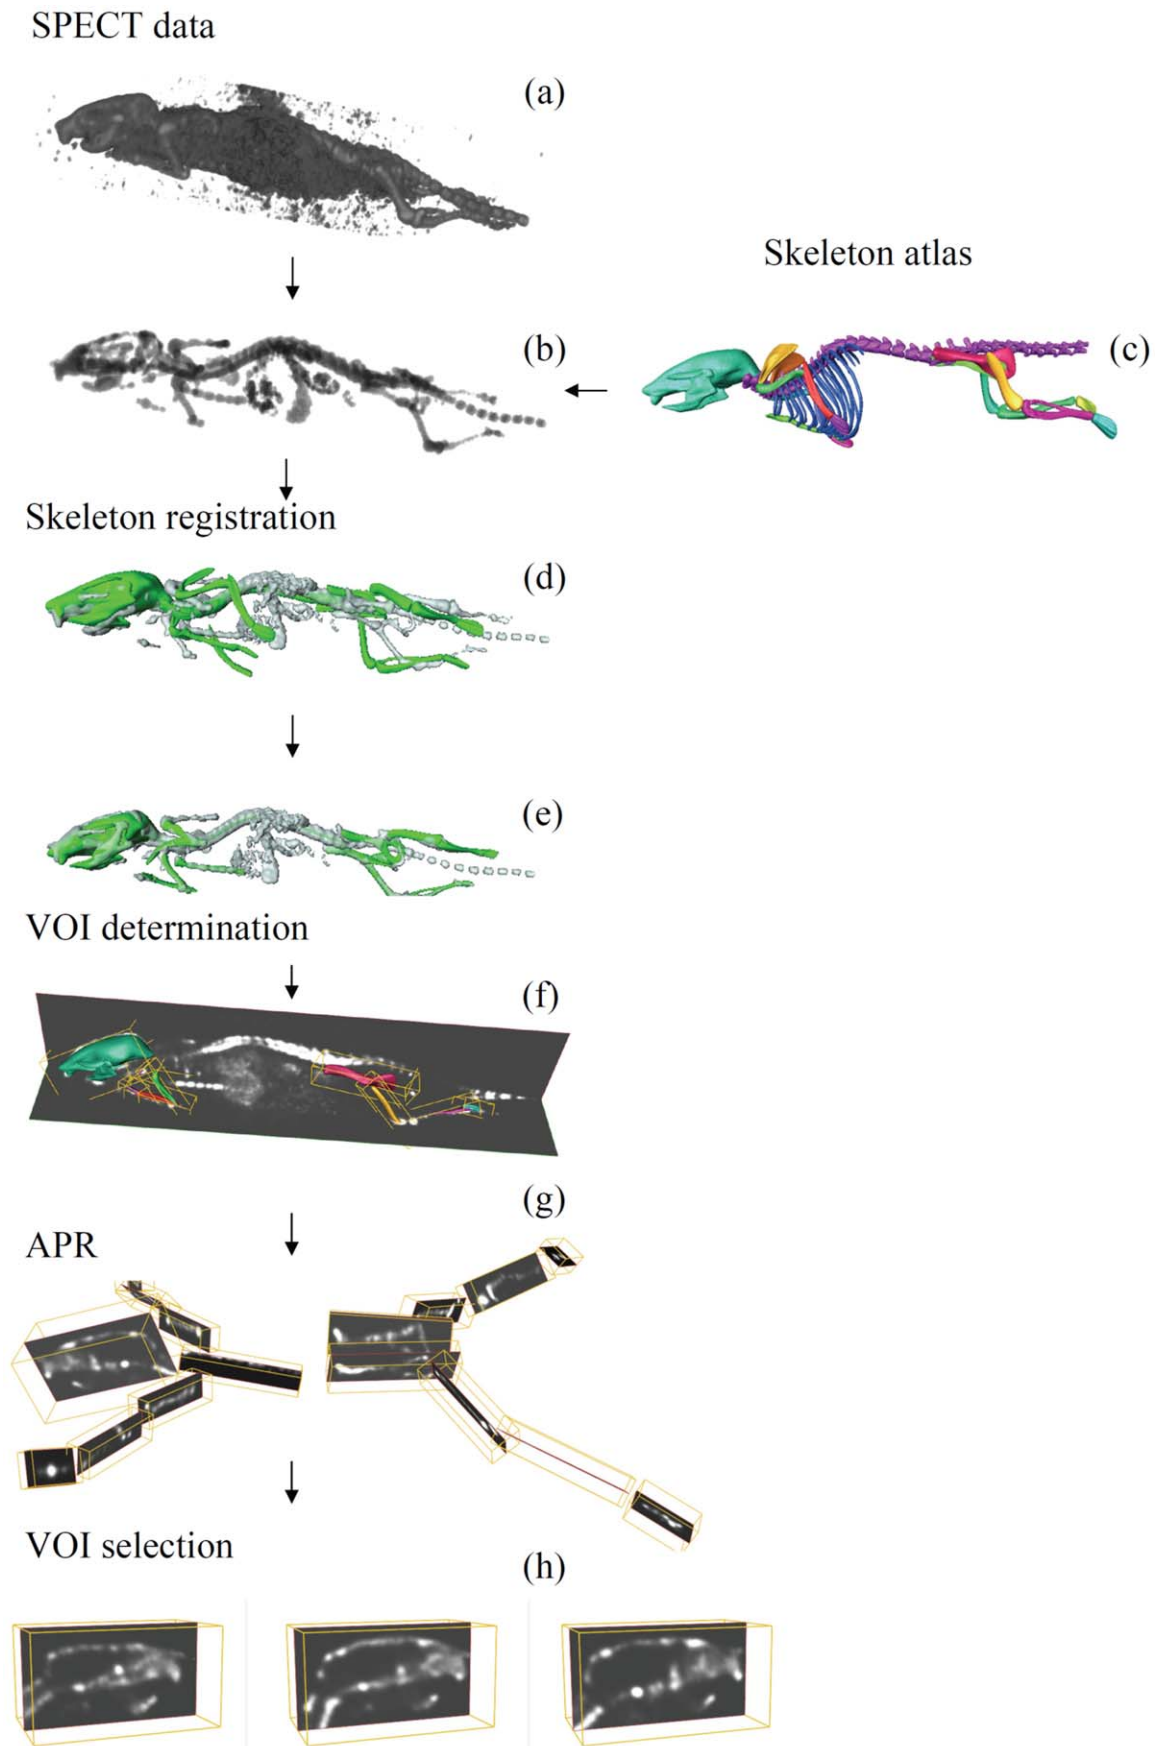 SPECT data
(a)
Skeleton atlas
(b)
(c)
Skeleton registration
(d)
(e)
VOI determination
(f)
(g)
APR
VOI selection
(h)